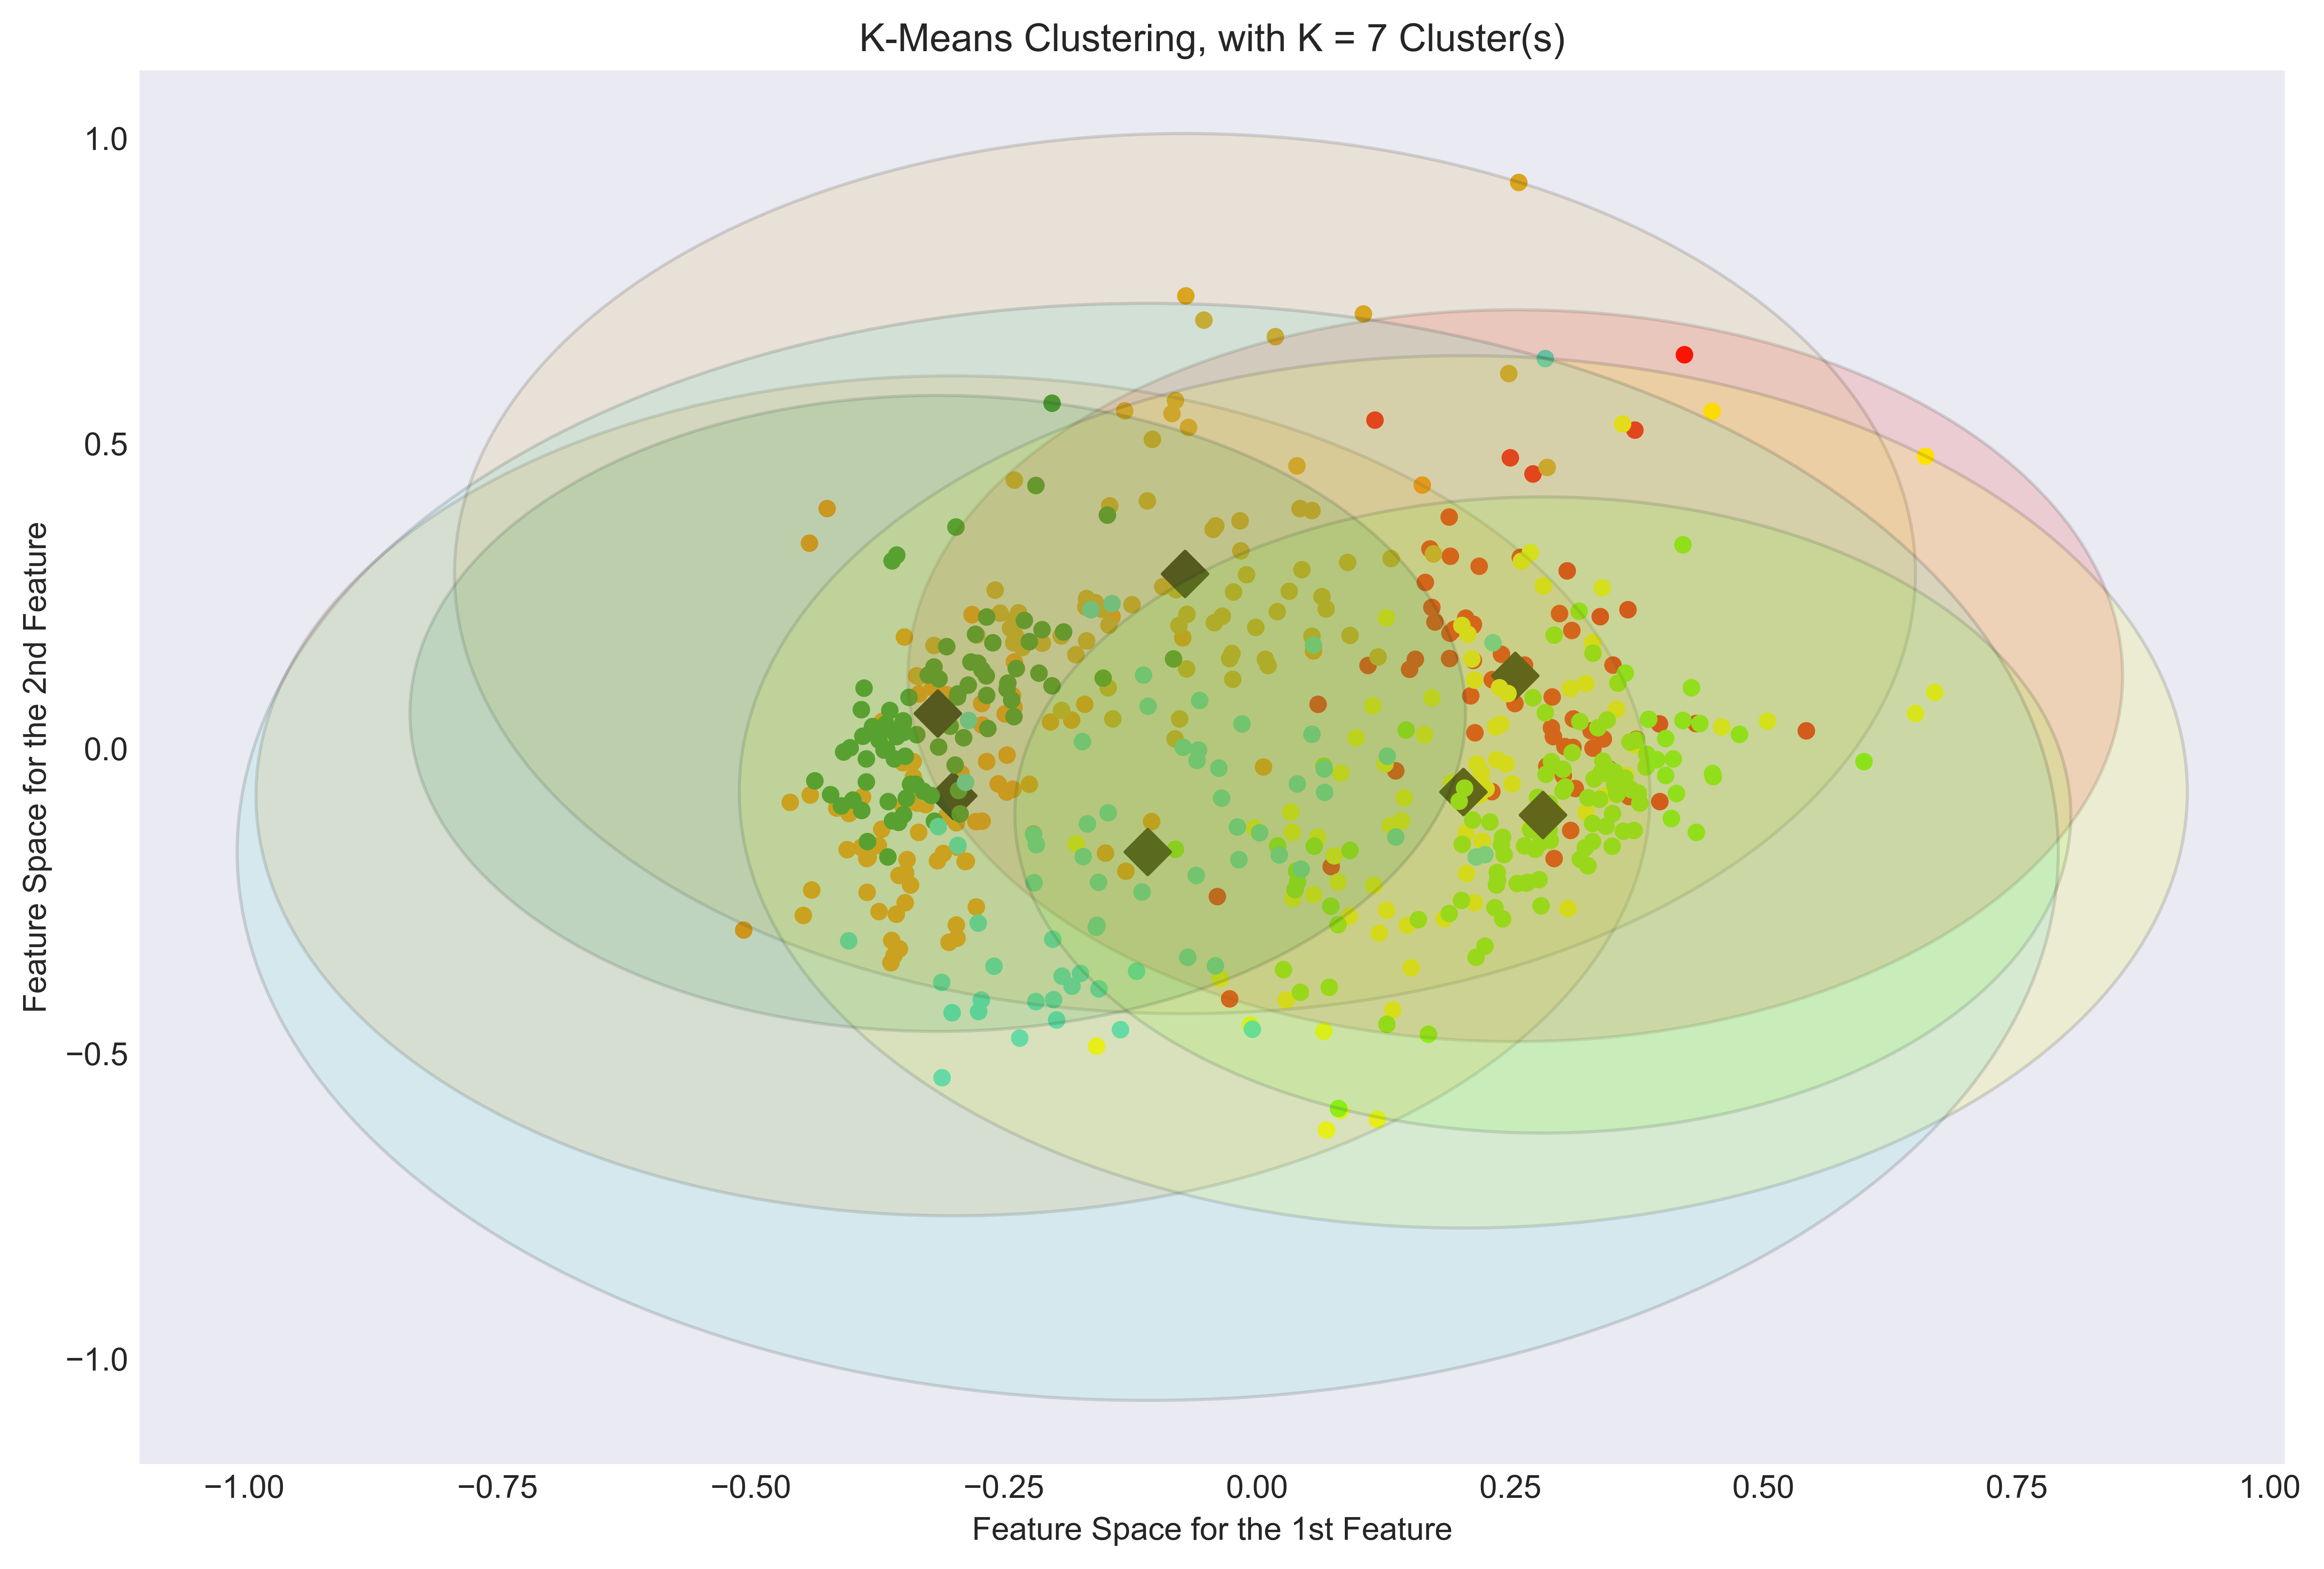 K-Means Clustering, with K = 7 Cluster(s)
1.0
0.5
0.0
−0.5
−1.0
Feature Space for the 2nd Feature
−1.00 −0.75 −0.50 −0.25 0.00 0.25 0.50 0.75 1.00
Feature Space for the 1st Feature